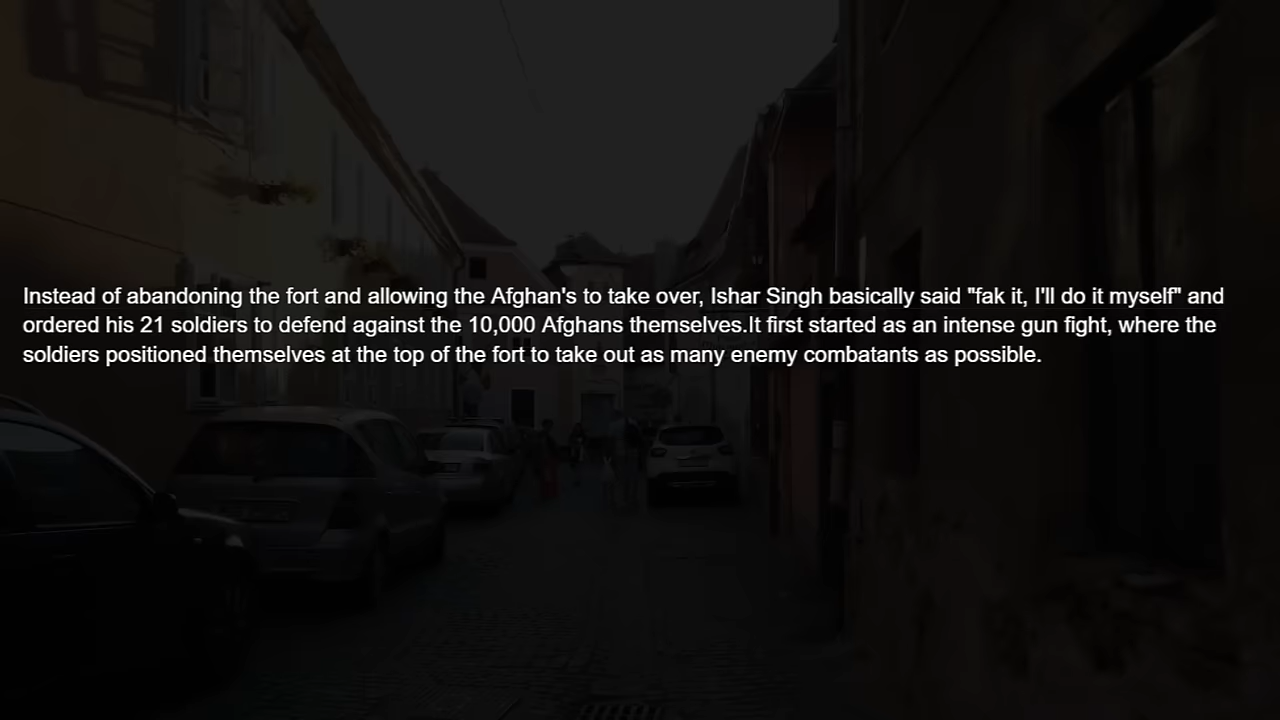 Instead of abandoning the fort and allowing the Afghan's to take over, Ishar Singh basically said "fak it, I'll do it myself" and
ordered his 21 soldiers to defend against the 10,000 Afghans themselves.It first started as an intense gun fight, where the
soldiers positioned themselves at the top of the fort to take out as many enemy combatants as possible.